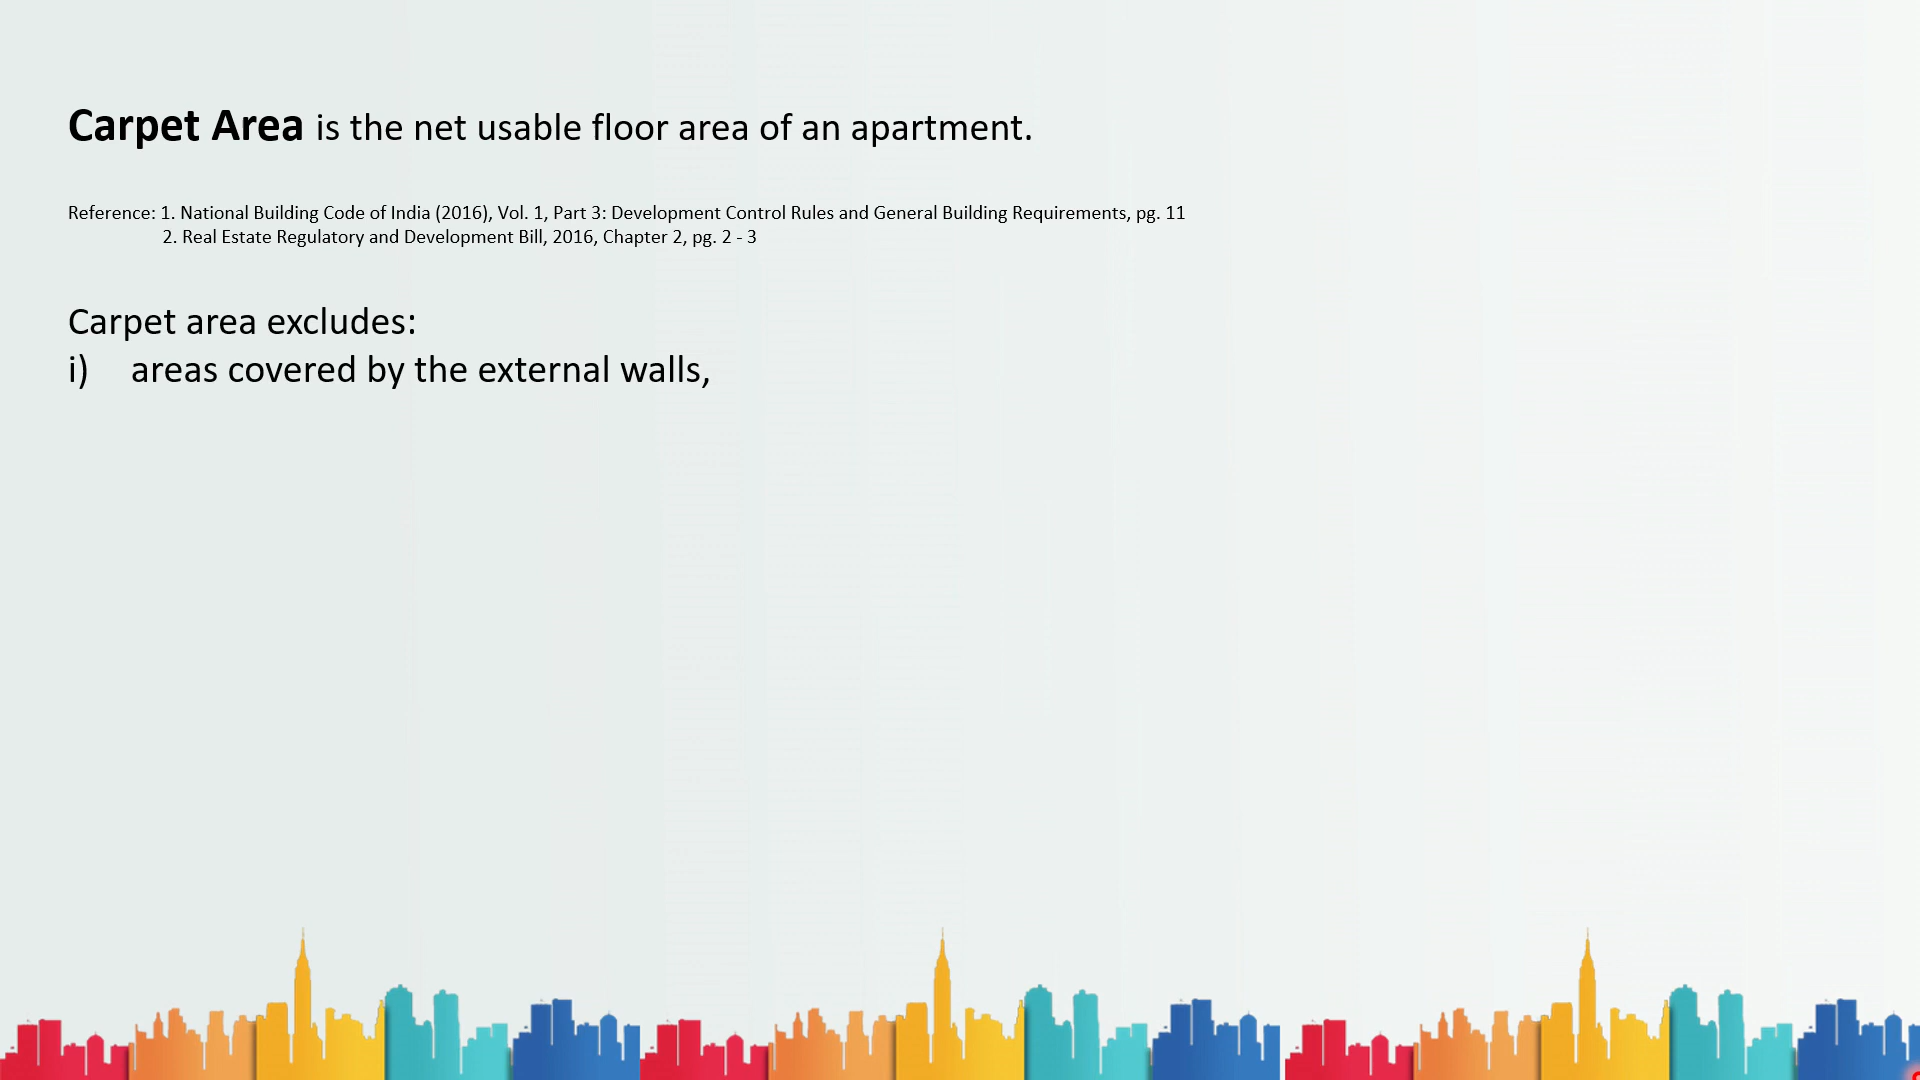 Carpet Area is the net usable floor area of an apartment.
Reference: 1. National Building Code of India (2016), Vol. 1, Part 3: Development Control Rules and General Building Requirements, pg. 11
2. Real Estate Regulatory and Development Bill, 2016, Chapter 2, pg. 2 - 3
Carpet area excludes:
i) areas covered by the external walls,